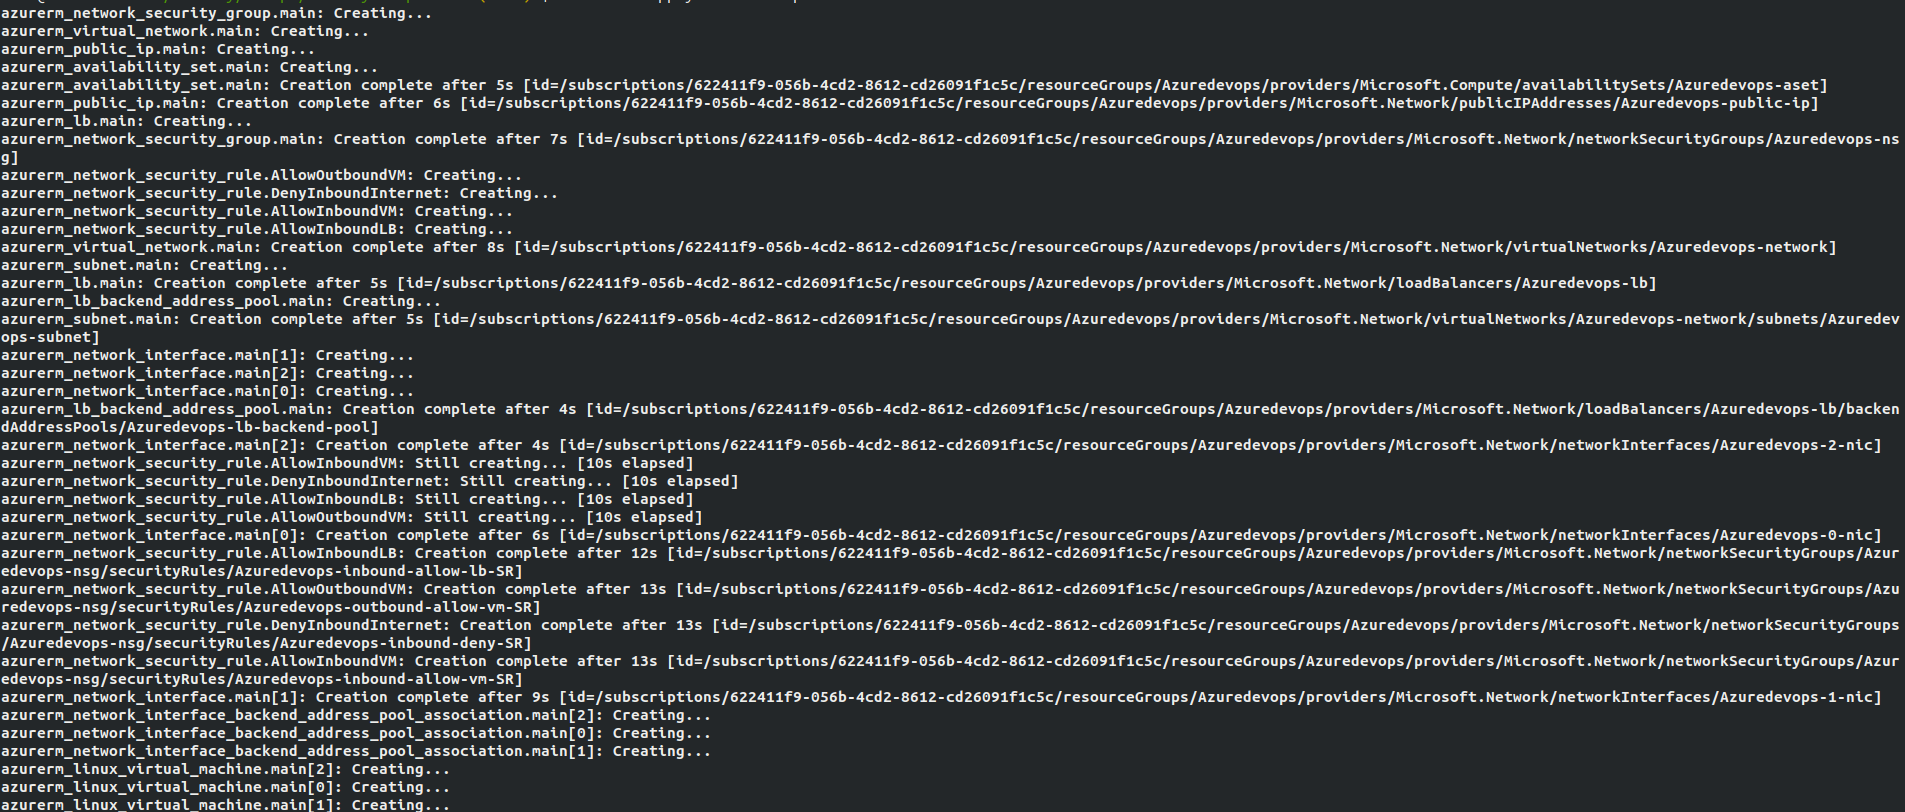 azurerm_network_security_group.main: Creating...
azurerm_virtual_network.main: Creating...
azurerm_public_ip.main: Creating...
azurerm_availability_set.main: Creating...
azurerm_availability_set.main: Creation complete after 5s [id=/subscriptions/622411f9-056b-4cd2-8612-cd26091f1c5c/resourceGroups/Azuredevops/providers/Microsoft.Compute/availabilitySets/Azuredevops-aset]
azurerm_public_ip.main: Creation complete after 6s [id=/subscriptions/622411f9-056b-4cd2-8612-cd26091f1c5c/resourceGroups/Azuredevops/providers/Microsoft.Network/publicIPAddresses/Azuredevops-public-ip]
azurerm_lb.main: Creating...
azurerm_network_security_group.main: Creation complete after 7s [id=/subscriptions/622411f9-056b-4cd2-8612-cd26091f1c5c/resourceGroups/Azuredevops/providers/Microsoft.Network/networkSecurityGroups/Azuredevops-ns
g]
azurerm_network_security_rule.AllowOutboundVM: Creating...
azurerm_network_security_rule.DenyInboundInternet: Creating...
azurerm_network_security_rule.AllowInboundVM: Creating...
azurerm_network_security_rule.AllowInboundLB: Creating...
azurerm_virtual_network.main: Creation complete after 8s [id=/subscriptions/622411f9-056b-4cd2-8612-cd26091f1c5c/resourceGroups/Azuredevops/providers/Microsoft.Network/virtualNetworks/Azuredevops-network]
azurerm_subnet.main: Creating...
azurerm_lb.main: Creation complete after 5s [id=/subscriptions/622411f9-056b-4cd2-8612-cd26091f1c5c/resourceGroups/Azuredevops/providers/Microsoft.Network/loadBalancers/Azuredevops-lb]
azurerm_lb_backend_address_pool.main: Creating...
azurerm_subnet.main: Creation complete after 5s [id=/subscriptions/622411f9-056b-4cd2-8612-cd26091f1c5c/resourceGroups/Azuredevops/providers/Microsoft.Network/virtualNetworks/Azuredevops-network/subnets/Azuredev
ops-subnet]
azurerm_network_interface.main[1]: Creating...
azurerm_network_interface.main[2]: Creating...
azurerm_network_interface.main[0]: Creating...
azurerm_lb_backend_address_pool.main: Creation complete after 4s [id=/subscriptions/622411f9-056b-4cd2-8612-cd26091f1c5c/resourceGroups/Azuredevops/providers/Microsoft.Network/loadBalancers/Azuredevops-lb/backen
dAddressPools/Azuredevops-lb-backend-pool]
azurerm_network_interface.main[2]: Creation complete after 4s [id=/subscriptions/622411f9-056b-4cd2-8612-cd26091f1c5c/resourceGroups/Azuredevops/providers/Microsoft.Network/networkInterfaces/Azuredevops-2-nic]
azurerm_network_security_rule.AllowInboundVM: Still creating... [10s elapsed]
azurerm_network_security_rule.DenyInboundInternet: Still creating... [10s elapsed]
azurerm_network_security_rule.AllowInboundLB: Still creating... [10s elapsed]
azurerm_network_security_rule.AllowOutboundVM: Still creating... [10s elapsed]
azurerm_network_interface.main[0]: Creation complete after 6s [id=/subscriptions/622411f9-056b-4cd2-8612-cd26091f1c5c/resourceGroups/Azuredevops/providers/Microsoft.Network/networkInterfaces/Azuredevops-0-nic]
azurerm_network_security_rule.AllowInboundLB: Creation complete after 12s [id=/subscriptions/622411f9-056b-4cd2-8612-cd26091f1c5c/resourceGroups/Azuredevops/providers/Microsoft.Network/networkSecurityGroups/Azur
edevops-nsg/securityRules/Azuredevops-inbound-allow-lb-SR]
azurerm_network_security_rule.AllowOutboundVM: Creation complete after 13s [id=/subscriptions/622411f9-056b-4cd2-8612-cd26091f1c5c/resourceGroups/Azuredevops/providers/Microsoft.Network/networkSecurityGroups/Azu
redevops-nsg/securityRules/Azuredevops-outbound-allow-vm-SR]
azurerm_network_security_rule.DenyInboundInternet: Creation complete after 13s [id=/subscriptions/622411f9-056b-4cd2-8612-cd26091f1c5c/resourceGroups/Azuredevops/providers/Microsoft.Network/networkSecurityGroups
/Azuredevops-nsg/securityRules/Azuredevops-inbound-deny-SR]
azurerm_network_security_rule.AllowInboundVM: Creation complete after 13s [id=/subscriptions/622411f9-056b-4cd2-8612-cd26091f1c5c/resourceGroups/Azuredevops/providers/Microsoft.Network/networkSecurityGroups/Azur
edevops-nsg/securityRules/Azuredevops-inbound-allow-vm-SR]
azurerm_network_interface.main[1]: Creation complete after 9s [id=/subscriptions/622411f9-056b-4cd2-8612-cd26091f1c5c/resourceGroups/Azuredevops/providers/Microsoft.Network/networkInterfaces/Azuredevops-1-nic]
azurerm_network_interface_backend_address_pool_association.main[2]: Creating...
azurerm_network_interface_backend_address_pool_association.main[0]: Creating...
azurerm_network_interface_backend_address_pool_association.main[1]: Creating...
azurerm_linux_virtual_machine.main[2]: Creating...
azurerm_linux_virtual_machine.main[0]: Creating...
azurerm_linux_virtual_machine.main[1]: Creating...